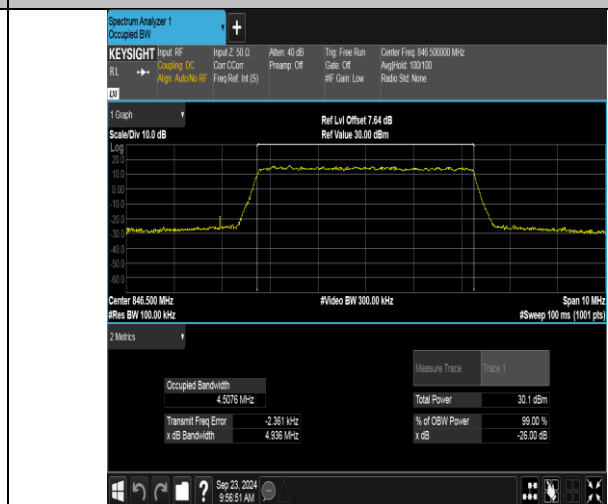 Spectrum Analyzer 1
Occupied BW
+
KEYSIGHT Input: RF Input Z: 50 Ω Atten: 40 dB Trig: Free Run Center Freq: 846.500000 MHz
RL Coupling: DC Corr CCorr Preamp: Off Gate: Off Avg|Hold: 100/100
Align: Auto/No RF Freq Ref: Int (S) #IF Gain: Low Radio Std: None
LXI
1 Graph
Ref Lvl Offset 7.64 dB
Scale/Div 10.0 dB Ref Value 30.00 dBm
Log
20.0
10.0
0.00
-10.0
-20.0
-30.0
-40.0
-50.0
-60.0
Center 846.500 MHz #Video BW 300.00 kHz Span 10 MHz
#Res BW 100.00 kHz #Sweep 100 ms (1001 pts)
2 Metrics
Measure Trace Trace 1
Occupied Bandwidth
4.5076 MHz Total Power 30.1 dBm
Transmit Freq Error -2.361 kHz % of OBW Power 99.00 %
x dB Bandwidth 4.936 MHz x dB -26.00 dB
? Sep 23, 2024
9:56:51 AM